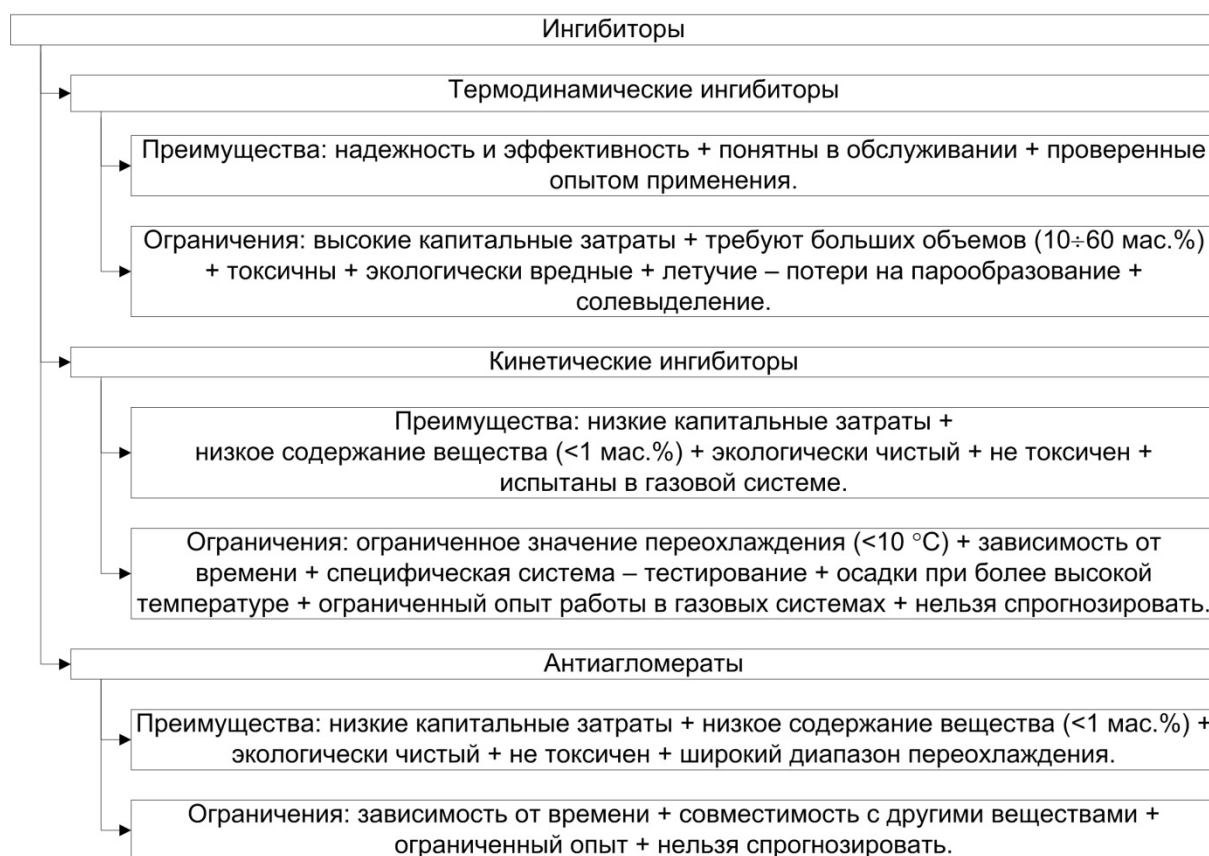 Ингибиторы
Термодинамические ингибиторы
Преимущества: надежность и эффективность + понятны в обслуживании + проверенные
опытом применения.
Ограничения: высокие капитальные затраты + требуют больших объемов (10÷60 мас.%)
+ токсичны + экологически вредные + летучие – потери на парообразование +
солевыделение.
Кинетические ингибиторы
Преимущества: низкие капитальные затраты +
низкое содержание вещества (<1 мас.%) + экологически чистый + не токсичен +
испытаны в газовой системе.
Ограничения: ограниченное значение переохлаждения (<10 °C) + зависимость от
времени + специфическая система – тестирование + осадки при более высокой
температуре + ограниченный опыт работы в газовых системах + нельзя спрогнозировать.
Антиагломераты
Преимущества: низкие капитальные затраты + низкое содержание вещества (<1 мас.%) +
экологически чистый + не токсичен + широкий диапазон переохлаждения.
Ограничения: зависимость от времени + совместимость с другими веществами +
ограниченный опыт + нельзя спрогнозировать.